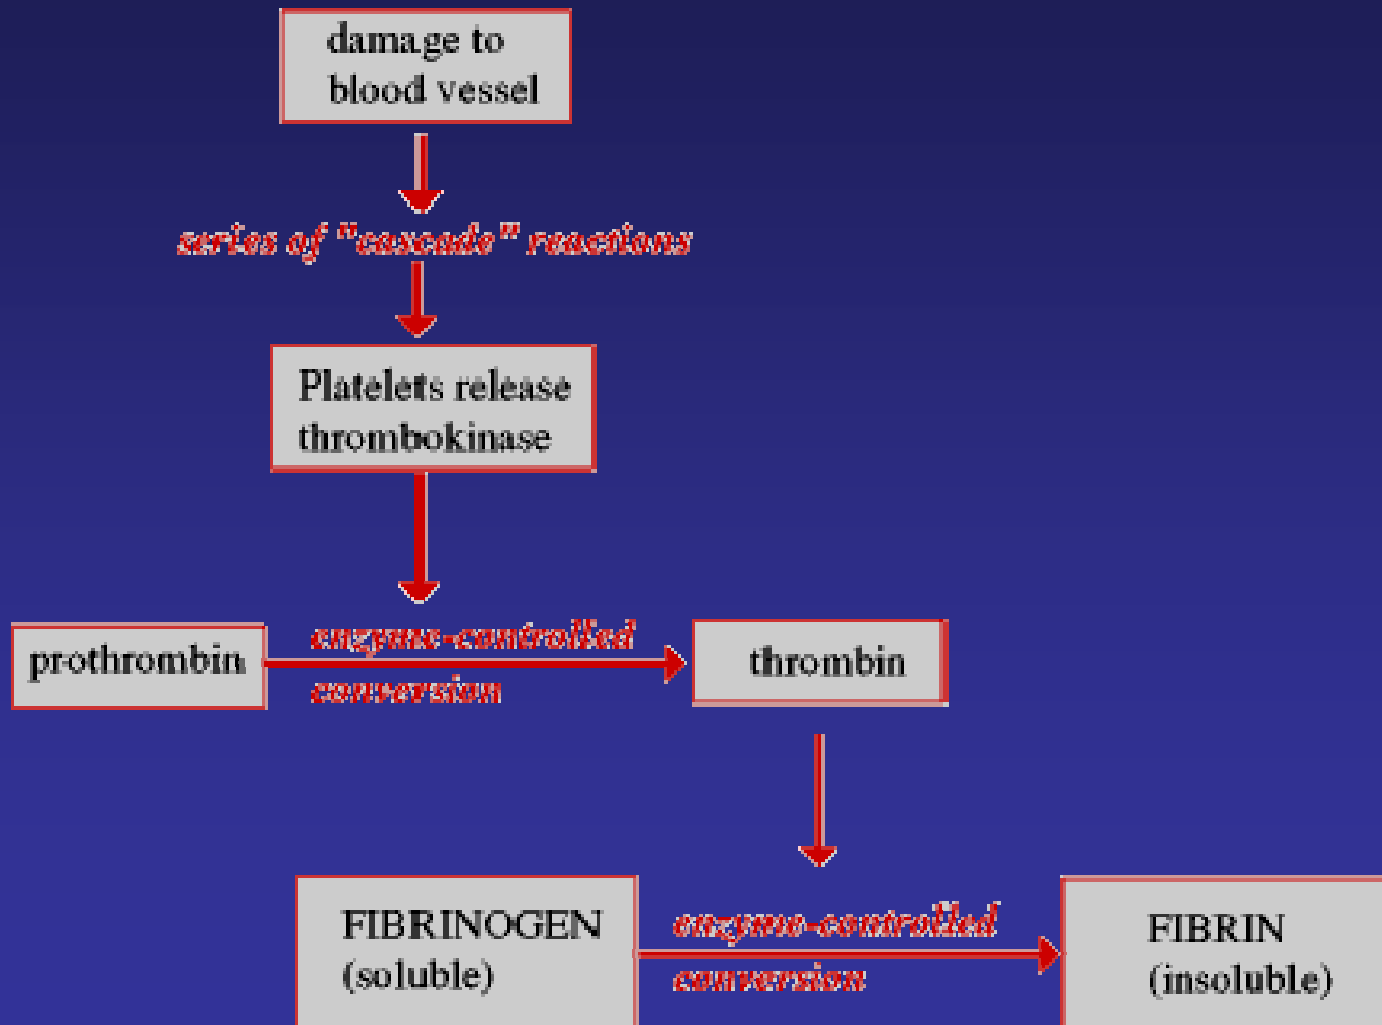 damage to
blood vessel
series of "cascade" reactions
Platelets release
thrombokinase
prothrombin
enzyme-controlled
conversion
thrombin
FIBRINOGEN
(soluble)
enzyme-controlled
conversion
FIBRIN
(insoluble)